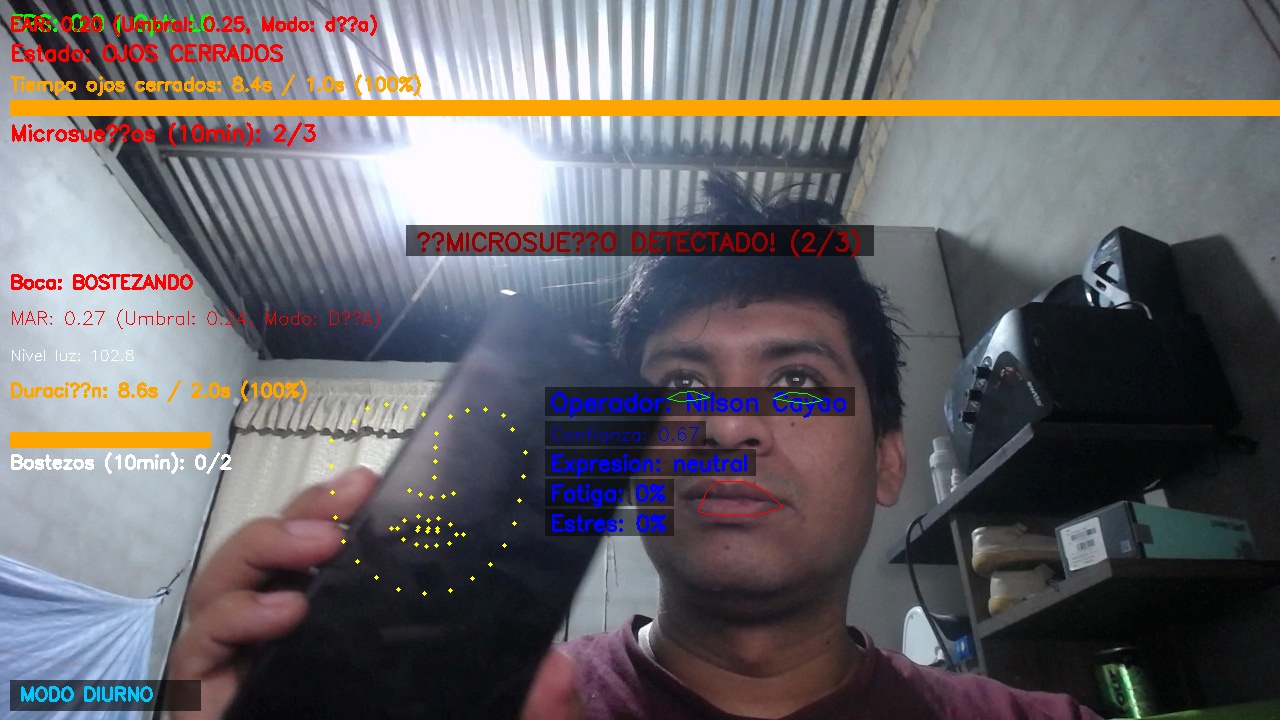 EAR: 0.20 (Umbral: 0.25, Modo: d??a)
Estado: OJOS CERRADOS
Tiempo ojos cerrados: 8.4s / 1.0s (100%)
Microsue??os (10min): 2/3
??MICROSUE??O DETECTADO! (2/3)
Boca: BOSTEZANDO
MAR: 0.27 (Umbral: 0.24, Modo: D??A)
Nivel luz: 102.8
Duraci??n: 8.6s / 2.0s (100%)
Operador: Nilson Cayao
Confianza: 0.67
Expresion: neutral
Bostezos (10min): 0/2
Fatiga: 0%
Estres: 0%
MODO DIURNO